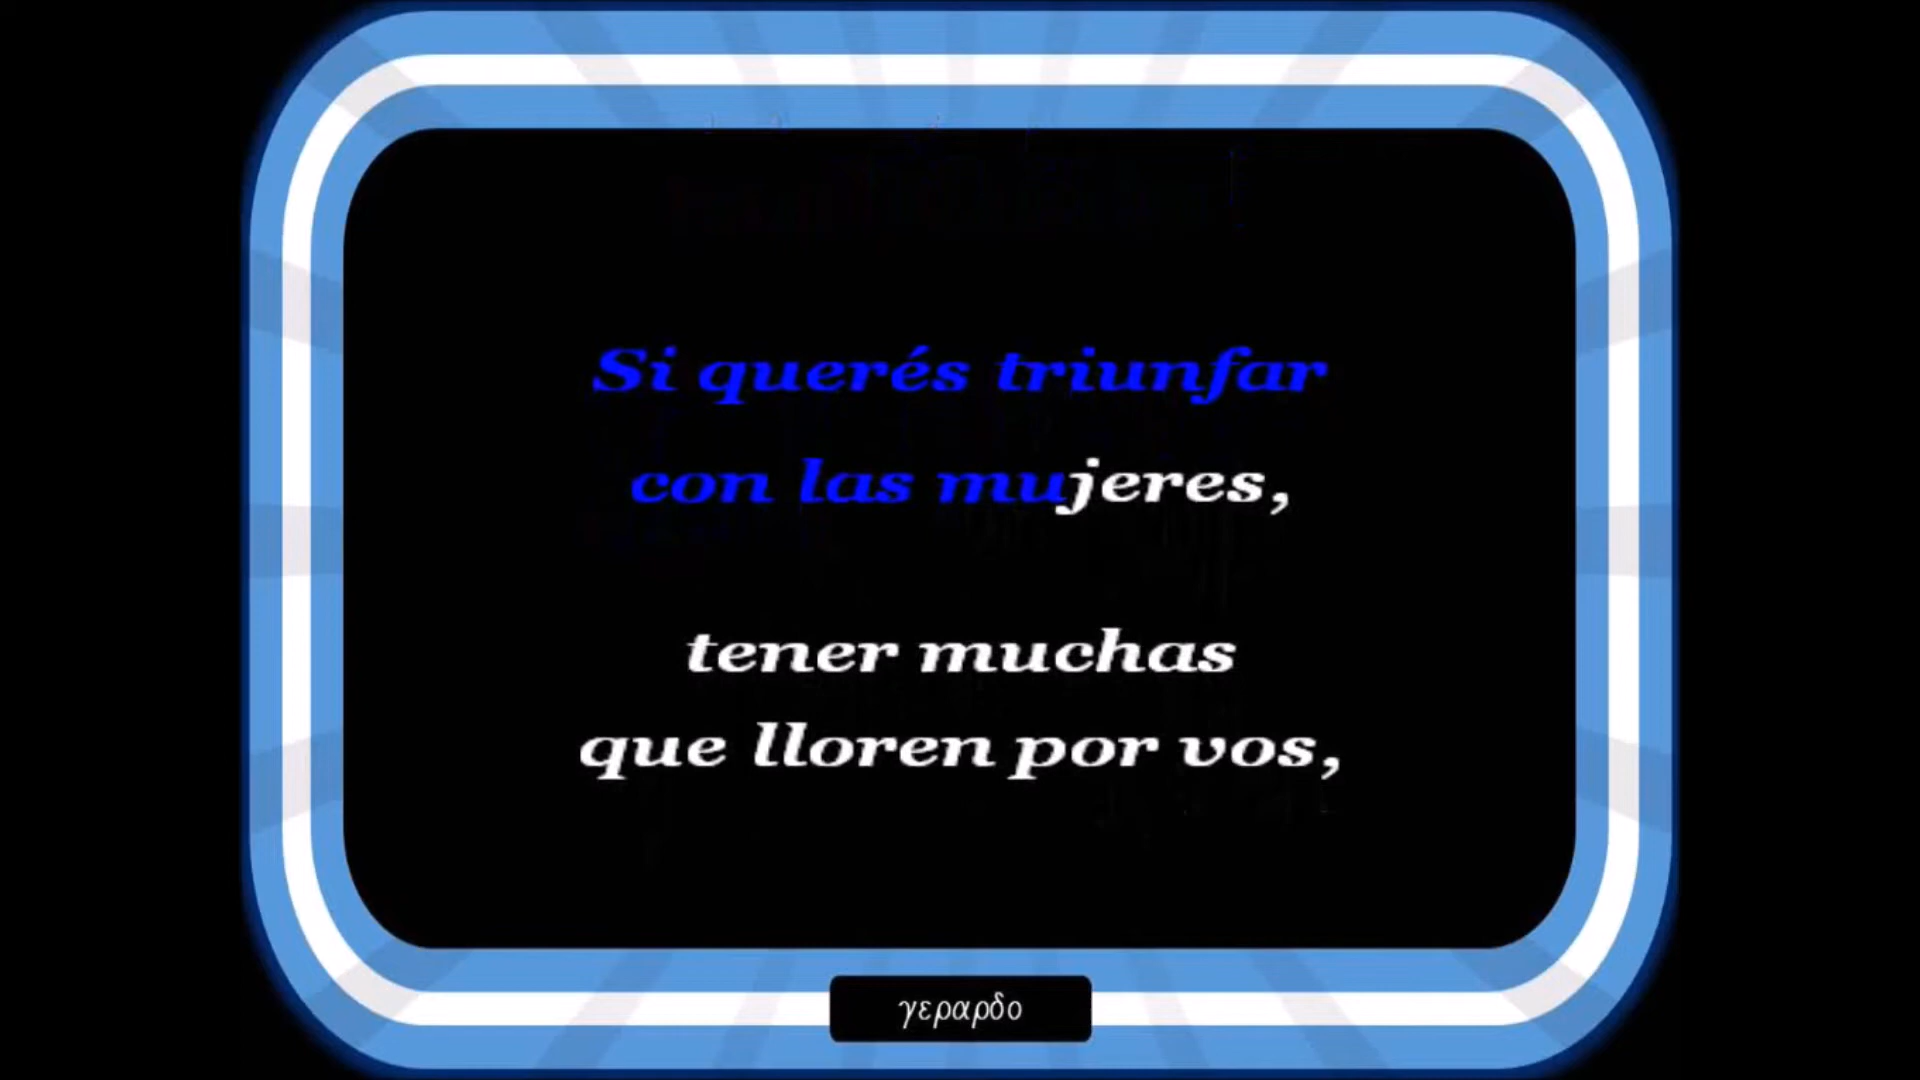 Si querés triunfar
con las mujeres,
tener muchas
que lloren por vos,
γεραρδο